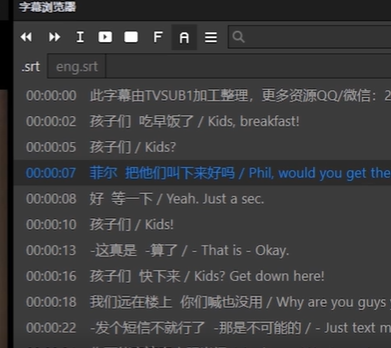 字幕浏览器
I F A
.srt eng.srt
00:00:00 此字幕由TVSUB1加工整理，更多资源QQ/微信：2
00:00:02 孩子们 吃早饭了 / Kids, breakfast!
00:00:05 孩子们 / Kids?
00:00:07 菲尔 把他们叫下来好吗 / Phil, would you get the
00:00:08 好 等一下 / Yeah. Just a sec.
00:00:10 孩子们 / Kids!
00:00:13 -这真是 -算了 / - That is - Okay.
00:00:16 孩子们 快下来 / Kids? Get down here!
00:00:18 我们远在楼上 你们喊也没用 / Why are you guys
00:00:22 -发个短信不就行了 -那是不可能的 / - Just text m